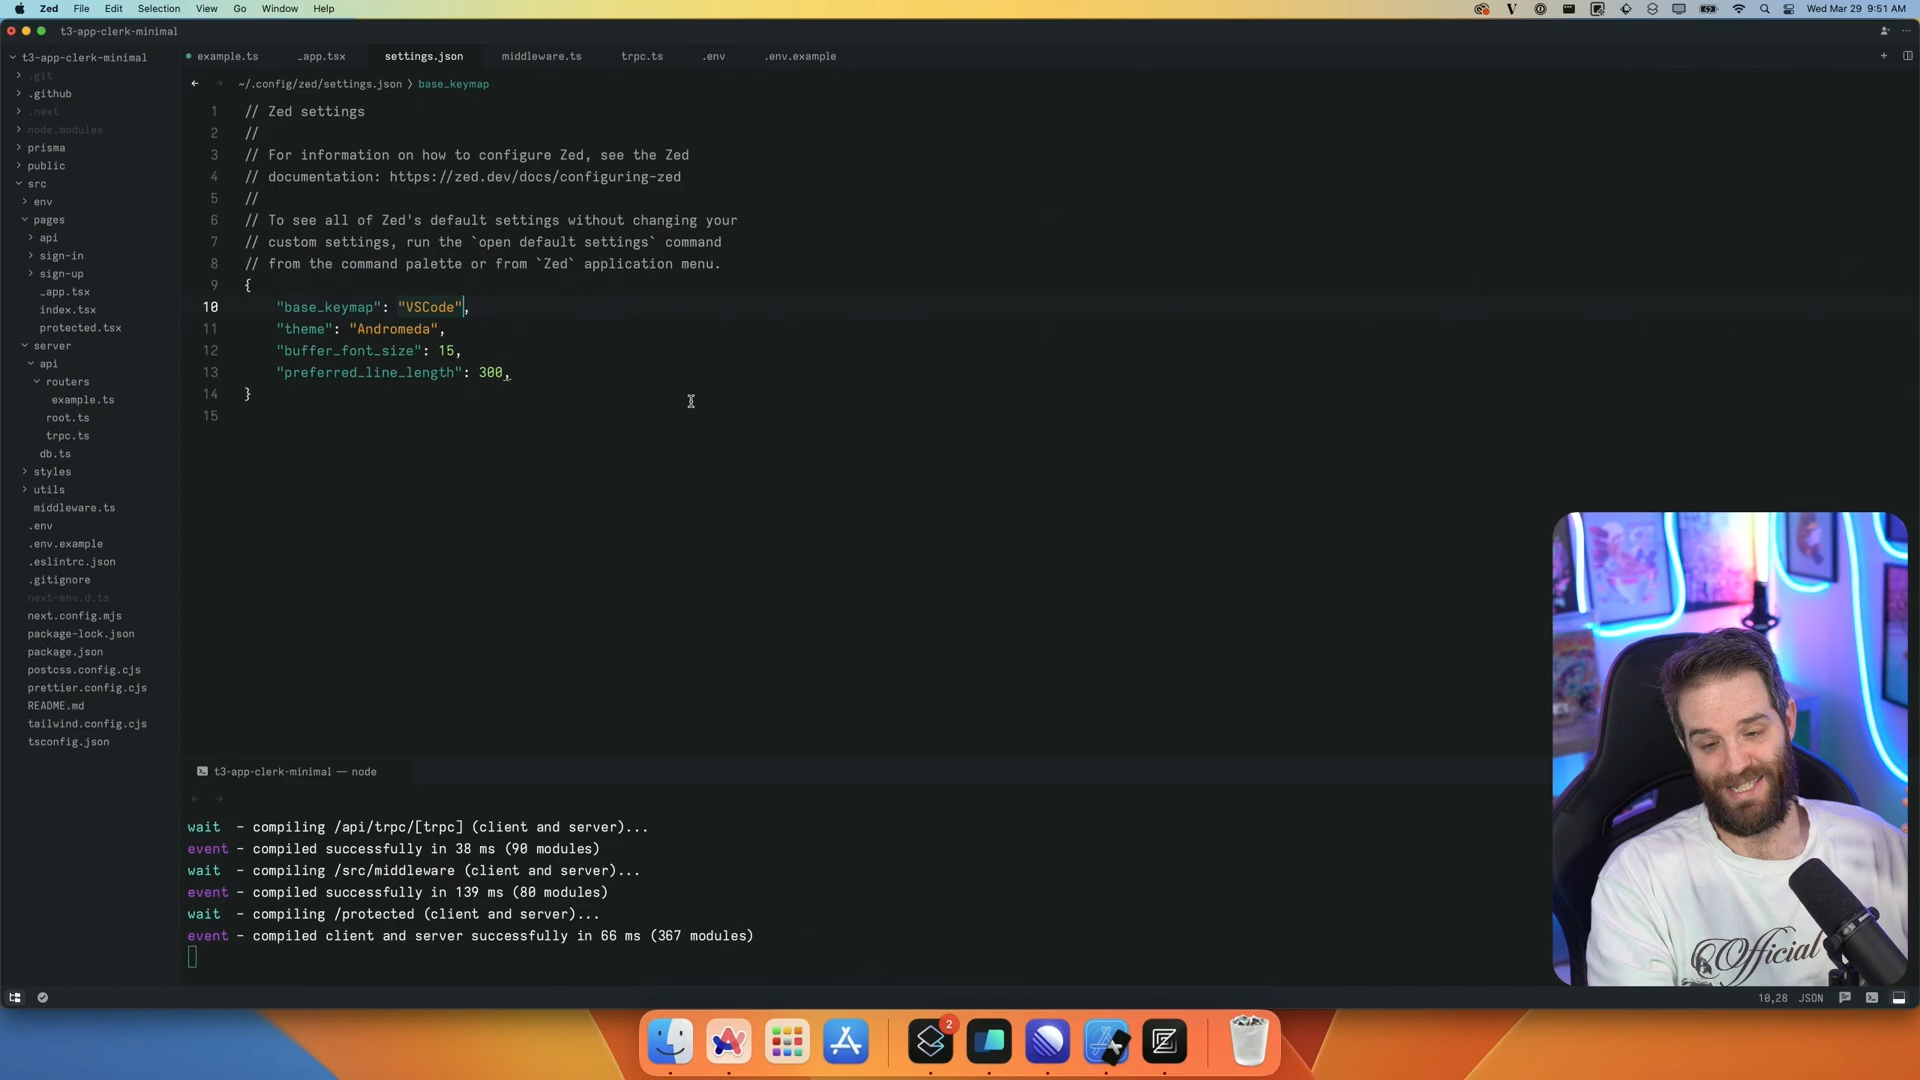 Zed File Edit Selection View Go Window Help
Wed Mar 29 9:51 AM
t3-app-clerk-minimal
t3-app-clerk-minimal
.git
.github
.next
node_modules
prisma
public
src
env
pages
api
sign-in
sign-up
_app.tsx
index.tsx
protected.tsx
server
api
routers
example.ts
root.ts
trpc.ts
db.ts
styles
utils
middleware.ts
.env
.env.example
.eslintrc.json
.gitignore
next-env.d.ts
next.config.mjs
package-lock.json
package.json
postcss.config.cjs
prettier.config.cjs
README.md
tailwind.config.cjs
tsconfig.json
example.ts _app.tsx settings.json middleware.ts trpc.ts .env .env.example
~/.config/zed/settings.json 〉 base_keymap
1 // Zed settings
2 //
3 // For information on how to configure Zed, see the Zed
4 // documentation: https://zed.dev/docs/configuring-zed
5 //
6 // To see all of Zed's default settings without changing your
7 // custom settings, run the `open default settings` command
8 // from the command palette or from `Zed` application menu.
9 {
10 "base_keymap": "VSCode",
11 "theme": "Andromeda",
12 "buffer_font_size": 15,
13 "preferred_line_length": 300,
14 }
15
t3-app-clerk-minimal — node
wait - compiling /api/trpc/[trpc] (client and server)...
event - compiled successfully in 38 ms (90 modules)
wait - compiling /src/middleware (client and server)...
event - compiled successfully in 139 ms (80 modules)
wait - compiling /protected (client and server)...
event - compiled client and server successfully in 66 ms (367 modules)
Official
10,28 JSON
2